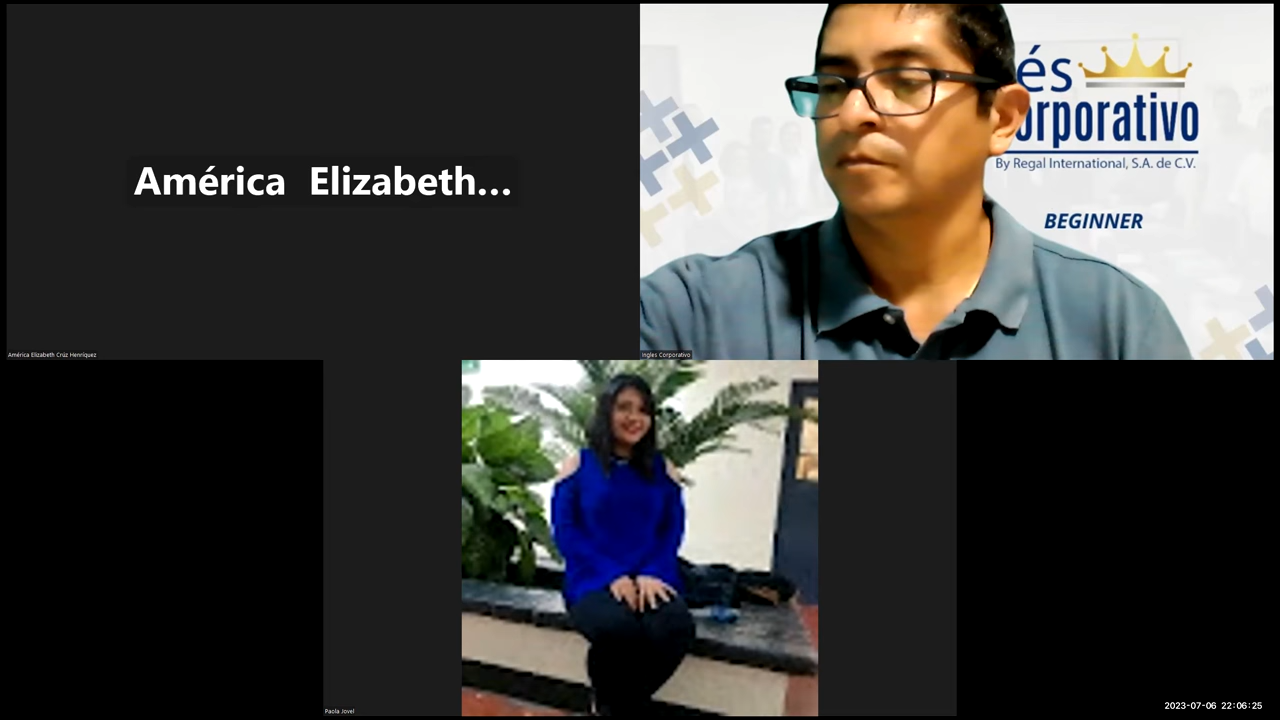 América Elizabeth...
América Elizabeth Crúz Henríquez
és
orporativo
By Regal International, S.A. de C.V.
BEGINNER
Ingles Corporativo
Paola Jovel
2023-07-06 22:06:25